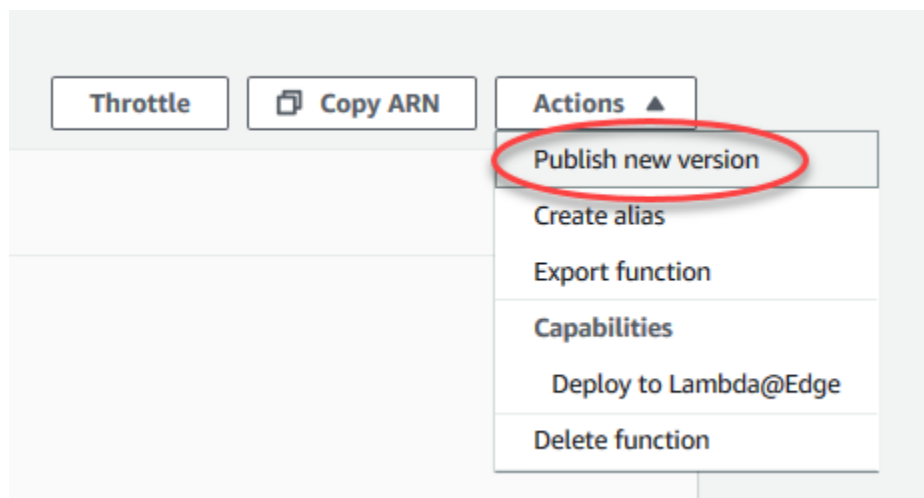 Throttle
Copy ARN
Actions
Publish new version
Create alias
Export function
Capabilities
Deploy to Lambda@Edge
Delete function